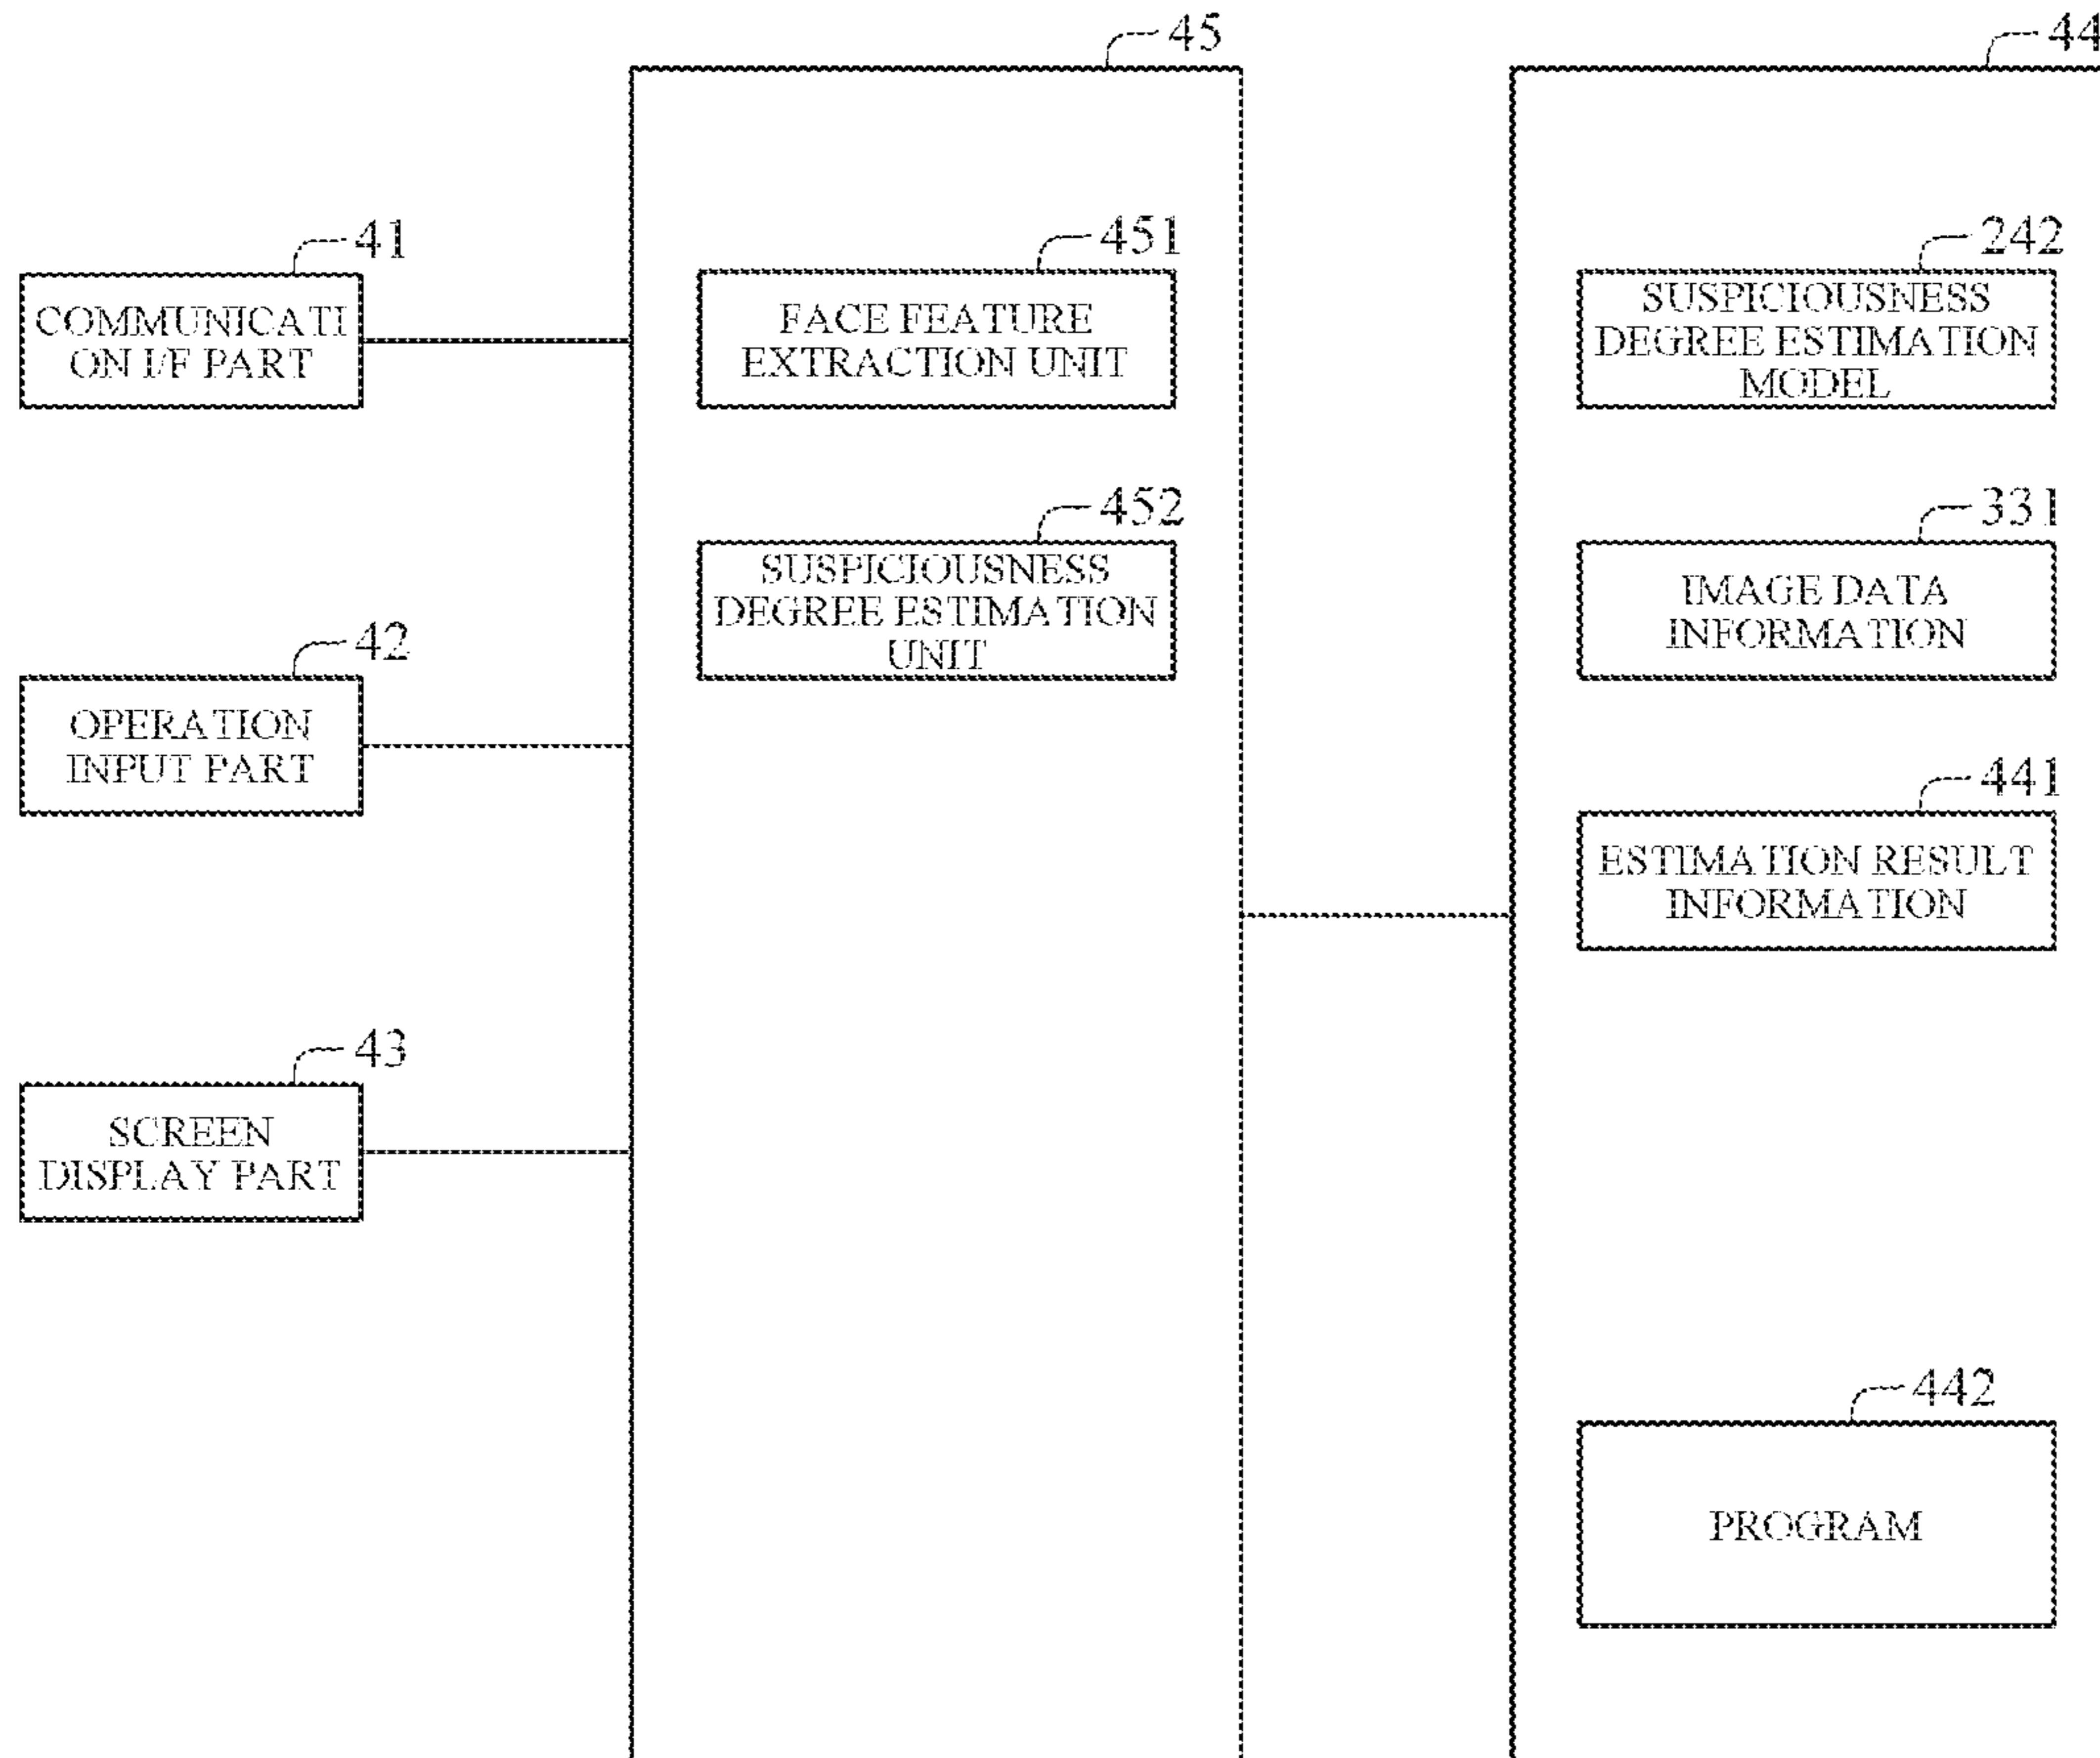 45
44
41
COMMUNICATI
ON I/F PART
451
FACE FEATURE
EXTRACTION UNIT
242
SUSPICIOUSNESS
DEGREE ESTIMATION
MODEL
452
SUSPICIOUSNESS
DEGREE ESTIMATION
UNIT
331
IMAGE DATA
INFORMATION
42
OPERATION
INPUT PART
441
ESTIMATION RESULT
INFORMATION
43
SCREEN
DISPLAY PART
442
PROGRAM